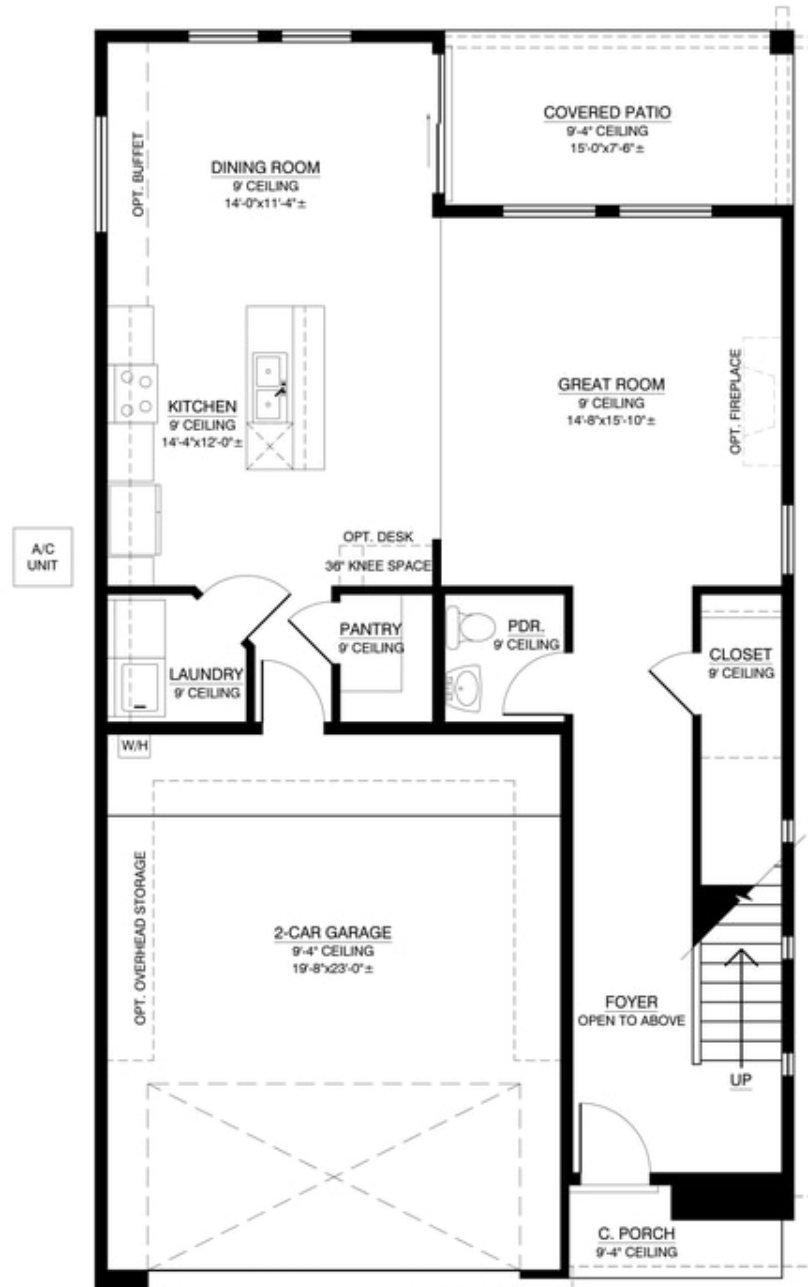 COVERED PATIO
9'-4" CEILING
15'-0"x7'-6"±
OPT. BUFFET
DINING ROOM
9' CEILING
14'-0"x11'-4"±
KITCHEN
9' CEILING
14'-4"x12'-0"±
GREAT ROOM
9' CEILING
14'-8"x15'-10"±
OPT. FIREPLACE
A/C
UNIT
OPT. DESK
36" KNEE SPACE
LAUNDRY
9' CEILING
PANTRY
9' CEILING
PDR.
9' CEILING
CLOSET
9' CEILING
W/H
OPT. OVERHEAD STORAGE
2-CAR GARAGE
9'-4" CEILING
19'-8"x23'-0"±
FOYER
OPEN TO ABOVE
UP
C. PORCH
9'-4" CEILING